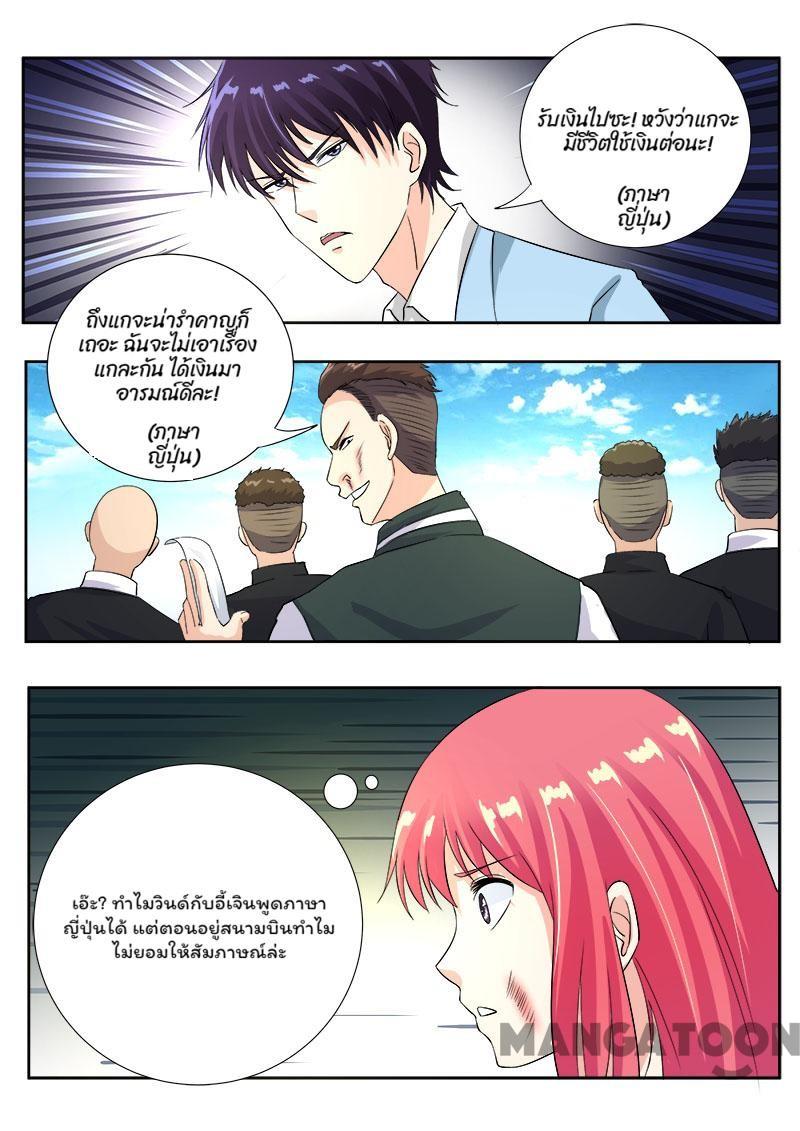 รับเงินไปซะ! หวังว่าแกจะ
มีชีวิตใช้เงินต่อนะ!
(ภาษา
ญี่ปุ่น)
ถึงแกจะน่ารำคาญก็
เถอะ ฉันจะไม่เอาเรื่อง
แกละกัน ได้เงินมา
อารมณ์ดีละ!
(ภาษา
ญี่ปุ่น)
เอ๊ะ? ทำไมวินด์กับอี้เจินพูดภาษา
ญี่ปุ่นได้ แต่ตอนอยู่สนามบินทำไม
ไม่ยอมให้สัมภาษณ์ล่ะ
MANGATOON